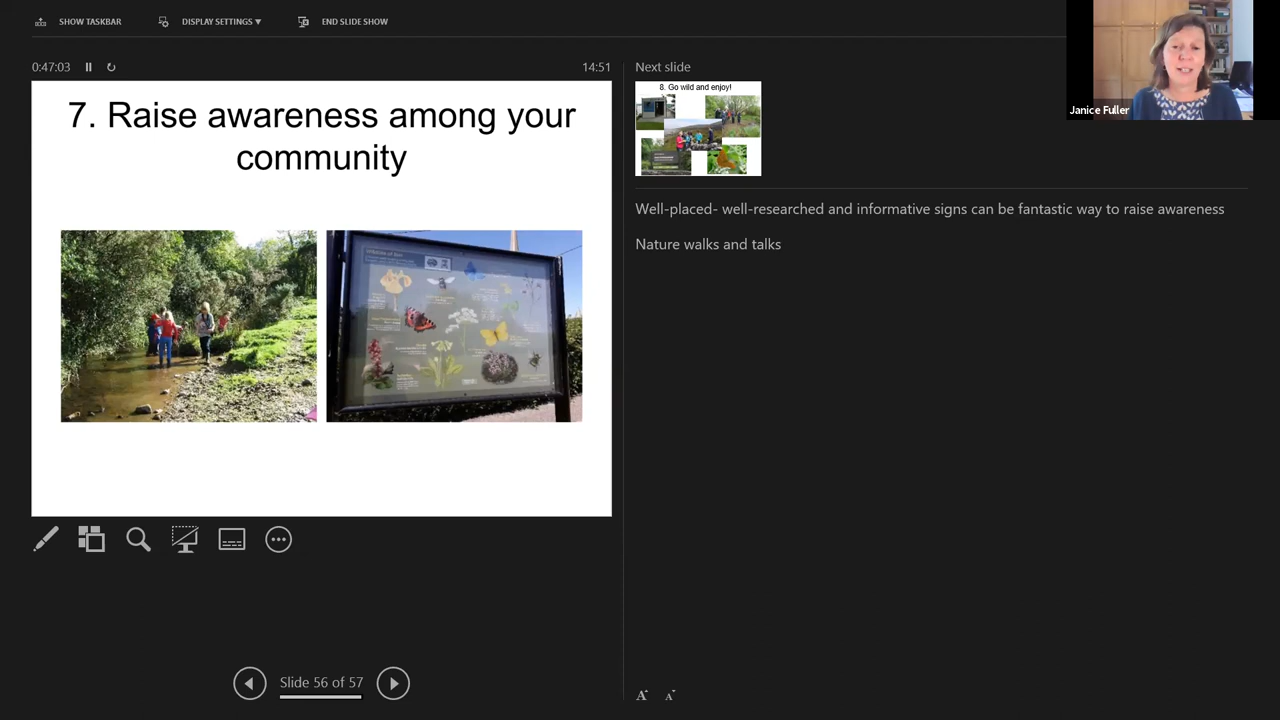 SHOW TASKBAR
DISPLAY SETTINGS ▼
END SLIDE SHOW
0:47:03
14:51
7. Raise awareness among your
community
Next slide
8. Go wild and enjoy!
Janice Fuller
Well-placed- well-researched and informative signs can be fantastic way to raise awareness
Nature walks and talks
Slide 56 of 57
A
A